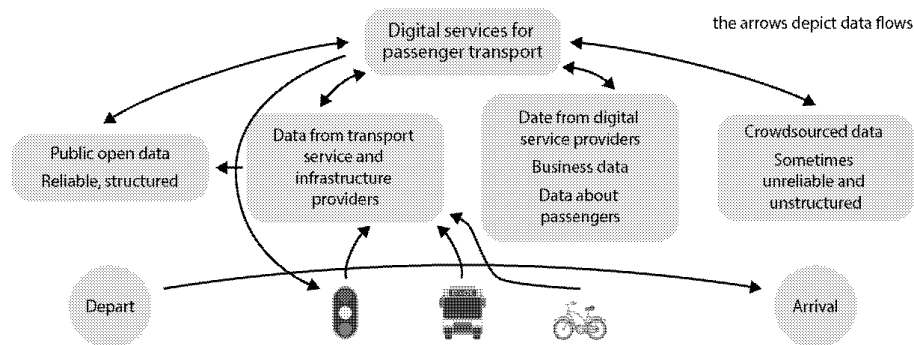 Digital services for
passenger transport
the arrows depict data flows
Public open data
Reliable, structured
Data from transport
service and
infrastructure
providers
Date from digital
service providers
Business data
Data about
passengers
Crowdsourced data
Sometimes
unreliable and
unstructured
Depart
Arrival